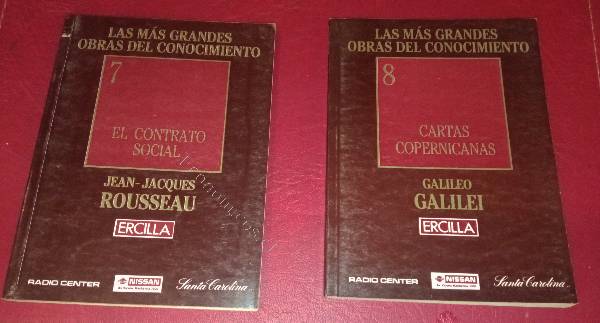 LAS MÁS GRANDES
OBRAS DEL CONOCIMIENTO
7
EL CONTRATO
SOCIAL
JEAN-JACQUES
ROUSSEAU
ERCILLA
RADIO CENTER
NISSAN
Santa Carolina
LAS MÁS GRANDES
OBRAS DEL CONOCIMIENTO
8
CARTAS
COPERNICANAS
GALILEO
GALILEI
ERCILLA
RADIO CENTER
NISSAN
Santa Carolina